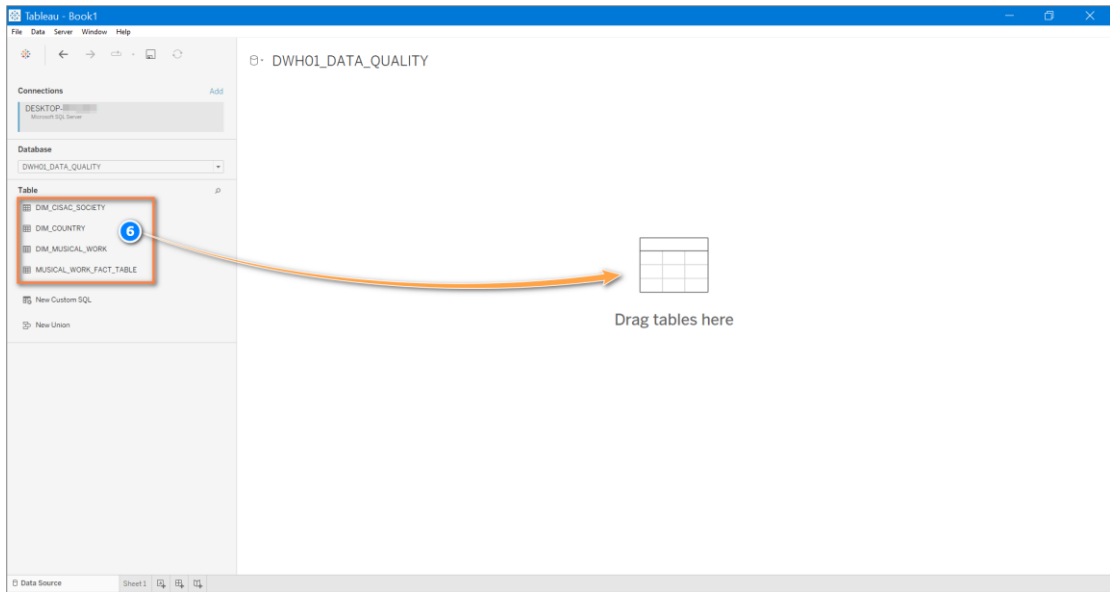 Tableau - Book1
File Data Server Window Help
DWH01_DATA_QUALITY
Connections Add
DESKTOP-
Microsoft SQL Server
Database
DWH01_DATA_QUALITY
Table
DIM_CISAC_SOCIETY
DIM_COUNTRY
DIM_MUSICAL_WORK
MUSICAL_WORK_FACT_TABLE
6
New Custom SQL
New Union
Drag tables here
Data Source Sheet 1